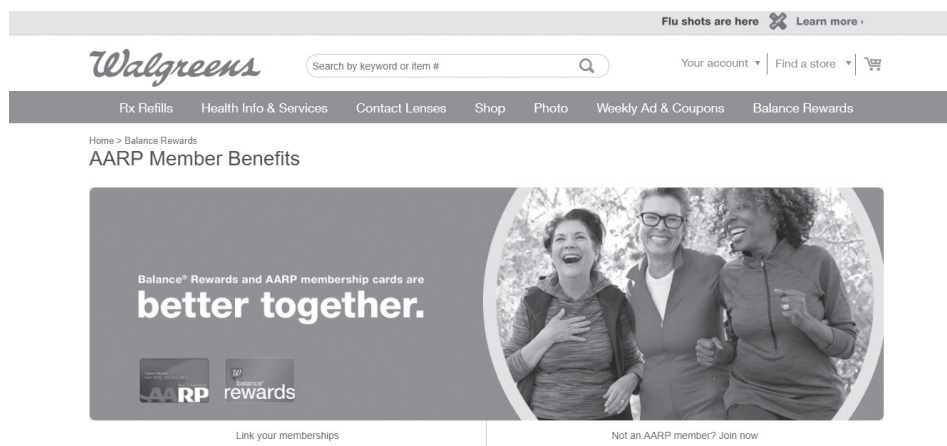 Flu shots are here Learn more ›
Walgreens
Search by keyword or item #
Your account ▼ Find a store ▼
Rx Refills Health Info & Services Contact Lenses Shop Photo Weekly Ad & Coupons Balance Rewards
Home > Balance Rewards
AARP Member Benefits
Balance® Rewards and AARP membership cards are
better together.
AARP
balance®
rewards
Link your memberships Not an AARP member? Join now